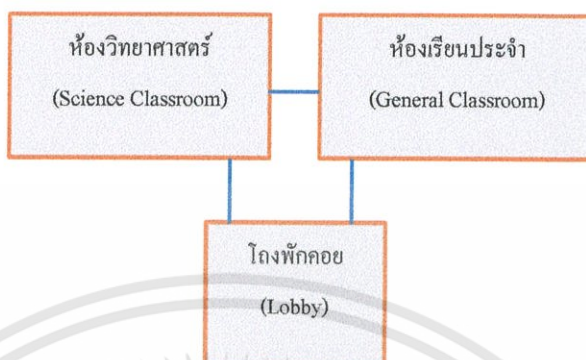 ห้องวิทยาศาสตร์
(Science Classroom)
ห้องเรียนประจำ
(General Classroom)
โถงพักคอย
(Lobby)